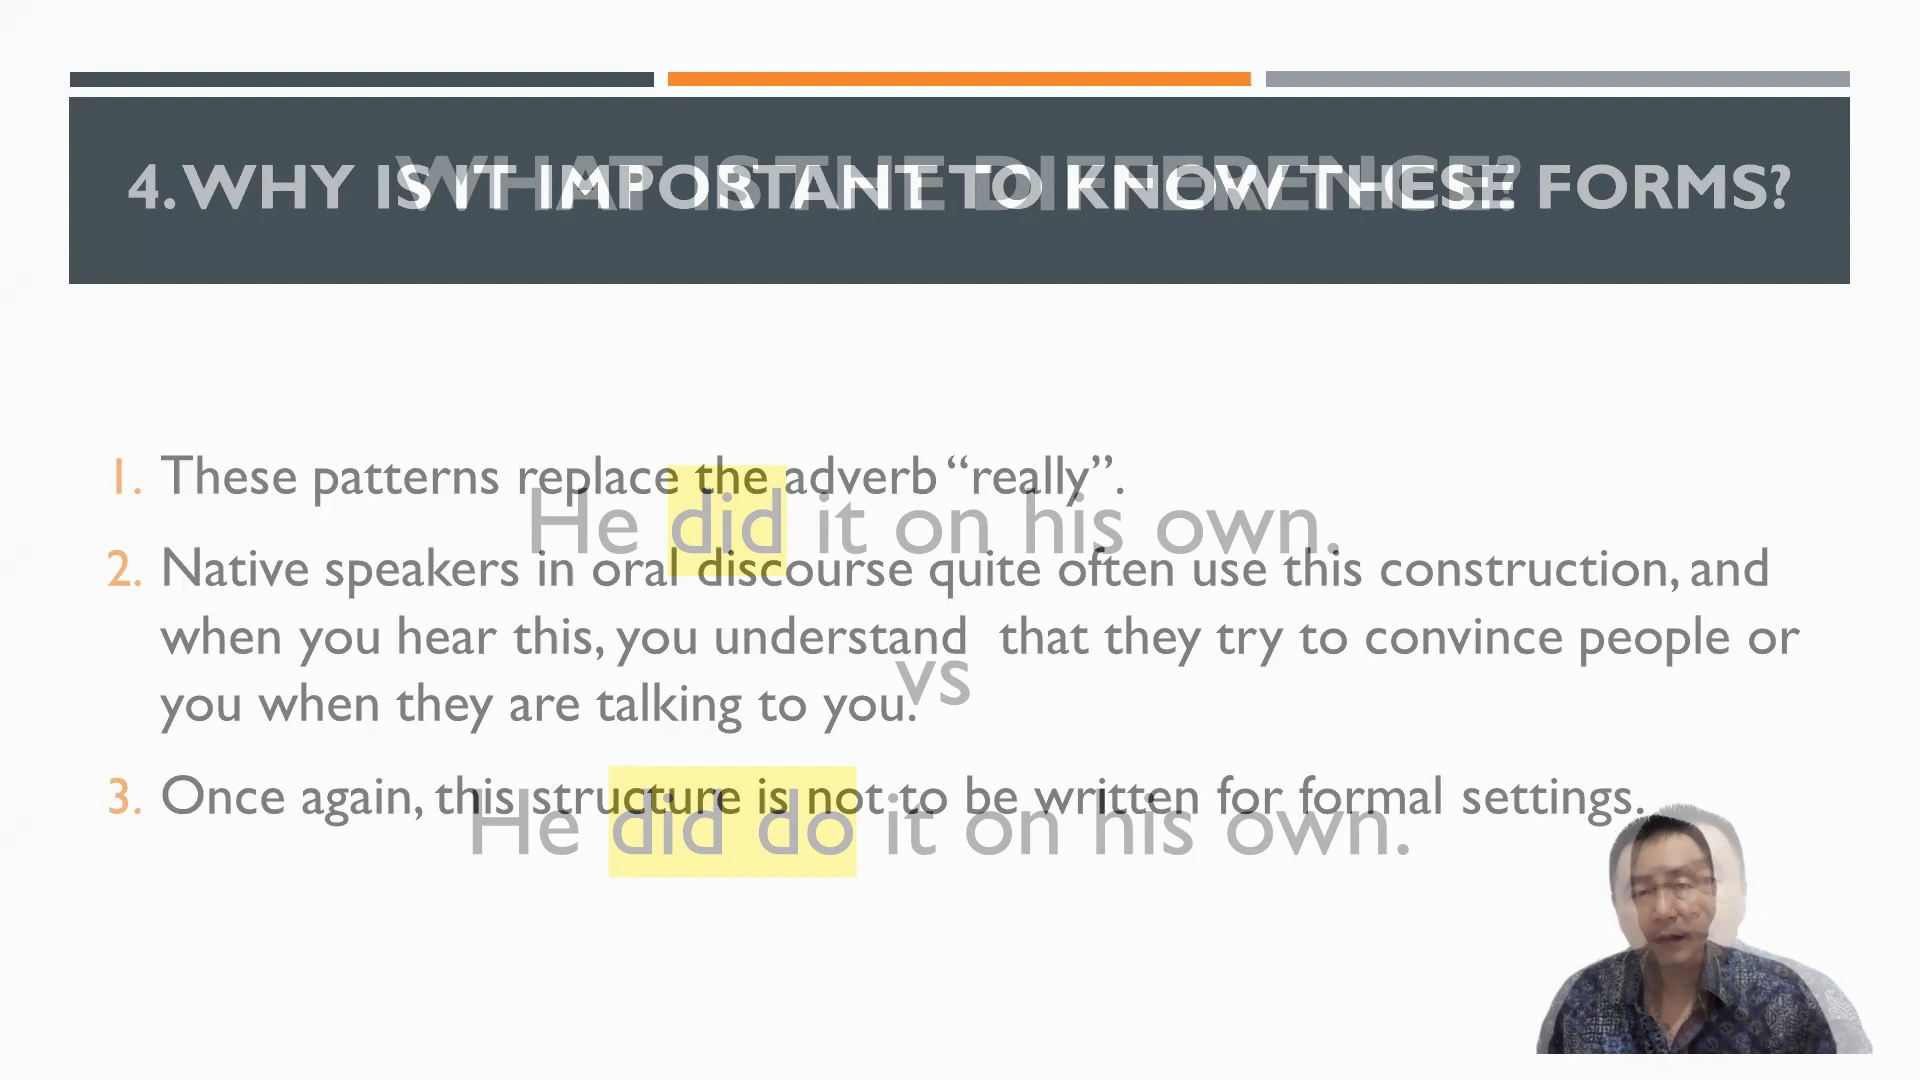 4. WHY IS IT IMPORTANT TO KNOW THESE FORMS?
WHAT IS THE DIFFERENCE?
1. These patterns replace the adverb “really”.
He did it on his own.
2. Native speakers in oral discourse quite often use this construction, and
when you hear this, you understand that they try to convince people or
vs
you when they are talking to you.
3. Once again, this structure is not to be written for formal settings.
He did do it on his own.